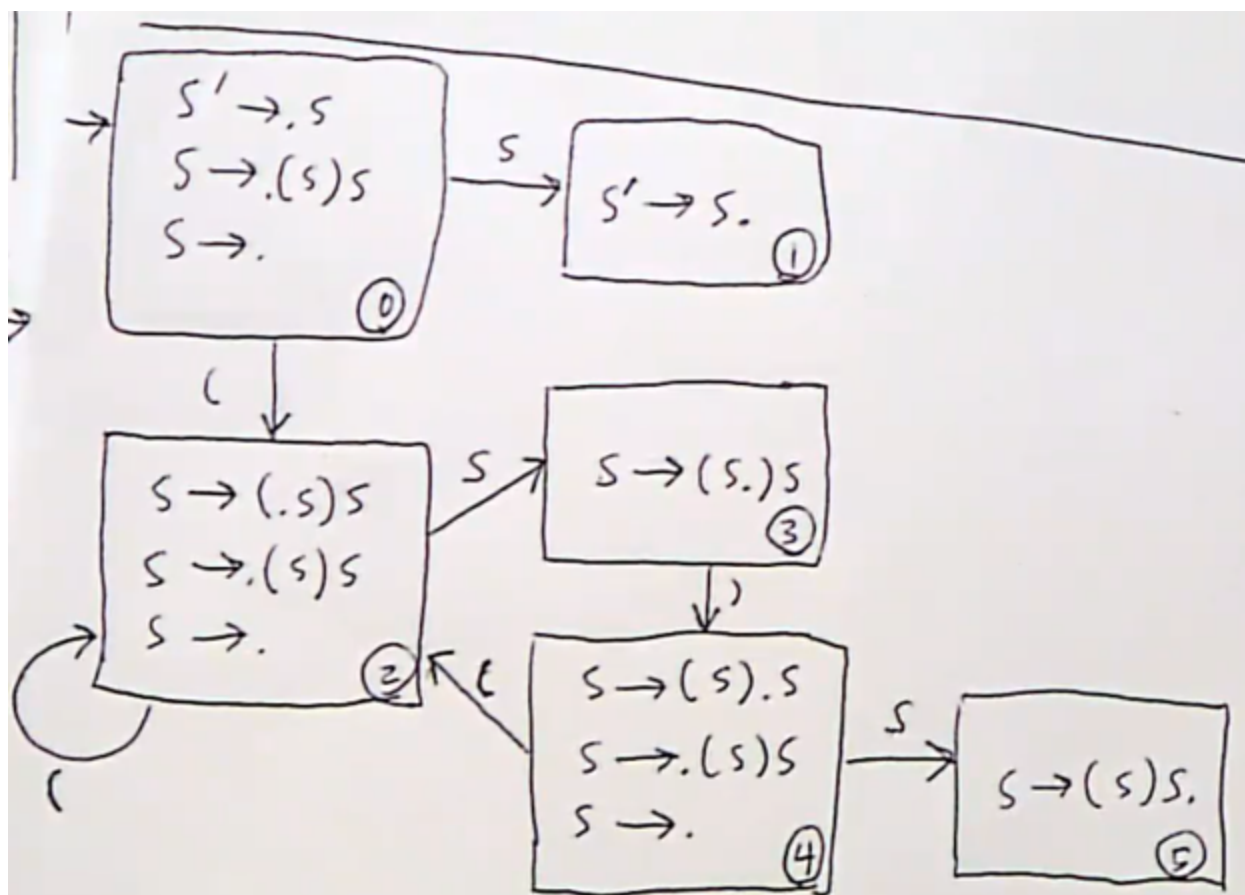 S' → .S
S → .(S)S
S → .
0
S
S' → S.
1
(
S → (.S)S
S → .(S)S
S → .
2
(
S
S → (S.)S
3
)
(
S → (S).S
S → .(S)S
S → .
4
S
S → (S)S.
5